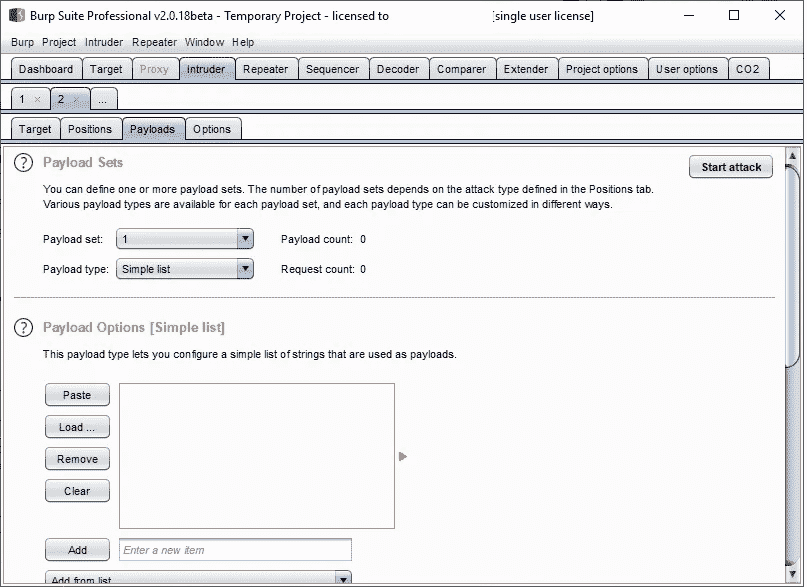 Burp Suite Professional v2.0.18beta - Temporary Project - licensed to [single user license]
Burp Project Intruder Repeater Window Help
Dashboard Target Proxy Intruder Repeater Sequencer Decoder Comparer Extender Project options User options CO2
1 × 2 × ...
Target Positions Payloads Options
? Payload Sets
Start attack
You can define one or more payload sets. The number of payload sets depends on the attack type defined in the Positions tab.
Various payload types are available for each payload set, and each payload type can be customized in different ways.
Payload set: 1 Payload count: 0
Payload type: Simple list Request count: 0
? Payload Options [Simple list]
This payload type lets you configure a simple list of strings that are used as payloads.
Paste
Load ...
Remove
Clear
Add Enter a new item
Add from list